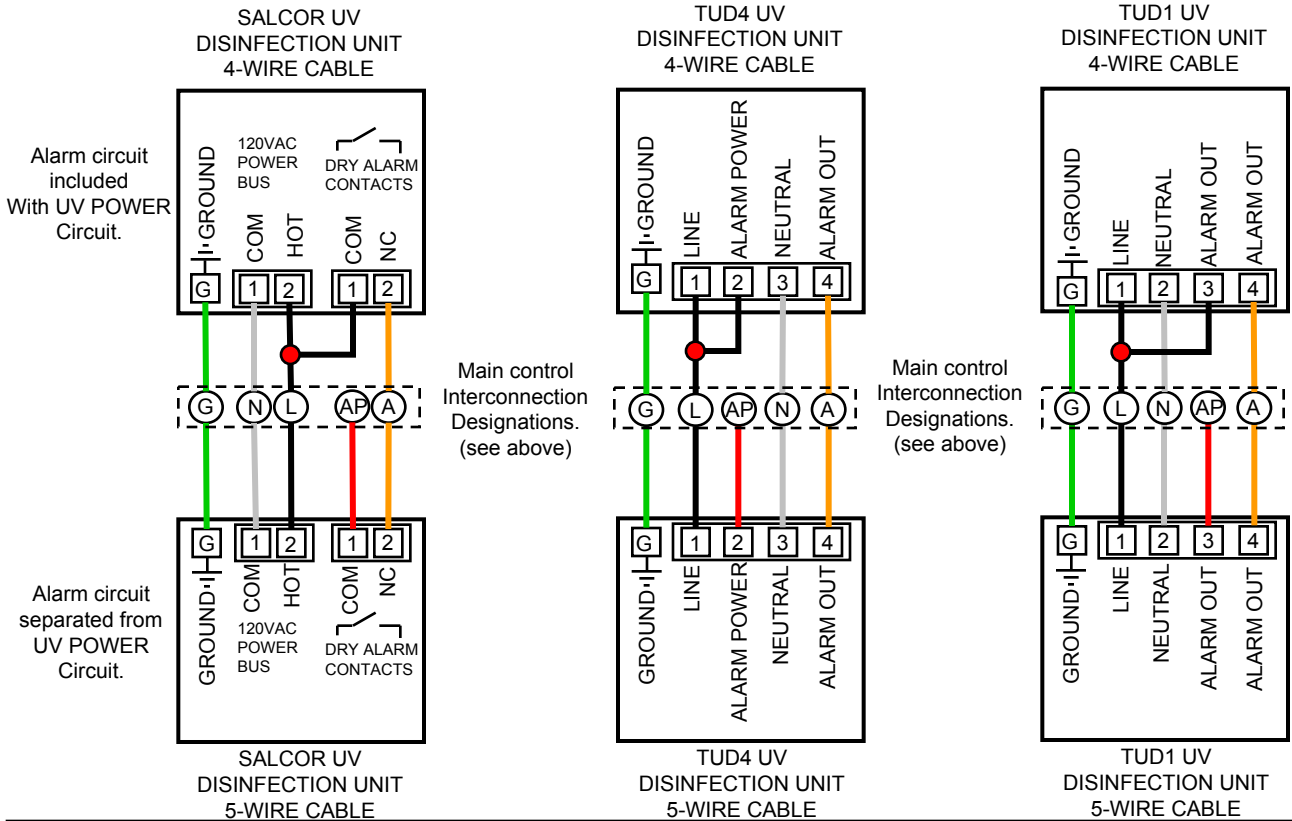 SALCOR UV
DISINFECTION UNIT
4-WIRE CABLE
TUD4 UV
DISINFECTION UNIT
4-WIRE CABLE
TUD1 UV
DISINFECTION UNIT
4-WIRE CABLE
Alarm circuit
included
With UV POWER
Circuit.
GROUND
120VAC
POWER
BUS
DRY ALARM
CONTACTS
COM
HOT
COM
NC
G
1
2
1
2
GROUND
LINE
ALARM POWER
NEUTRAL
ALARM OUT
G
1
2
3
4
GROUND
LINE
NEUTRAL
ALARM OUT
ALARM OUT
G
1
2
3
4
G
N
L
AP
A
Main control
Interconnection
Designations.
(see above)
G
L
AP
N
A
Main control
Interconnection
Designations.
(see above)
G
L
N
AP
A
Alarm circuit
separated from
UV POWER
Circuit.
G
1
2
1
2
GROUND
COM
HOT
COM
NC
120VAC
POWER
BUS
DRY ALARM
CONTACTS
G
1
2
3
4
GROUND
LINE
ALARM POWER
NEUTRAL
ALARM OUT
G
1
2
3
4
GROUND
LINE
NEUTRAL
ALARM OUT
ALARM OUT
SALCOR UV
DISINFECTION UNIT
5-WIRE CABLE
TUD4 UV
DISINFECTION UNIT
5-WIRE CABLE
TUD1 UV
DISINFECTION UNIT
5-WIRE CABLE